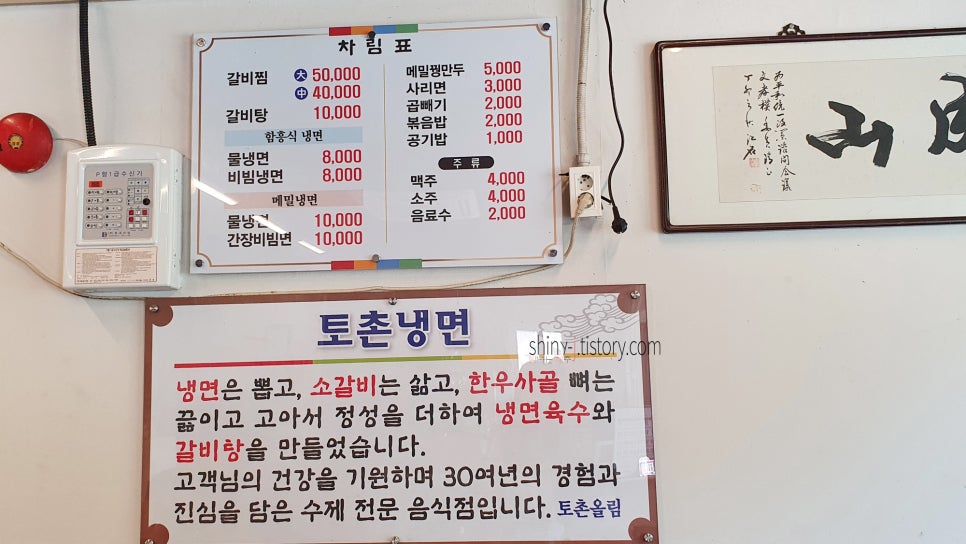 차림표
갈비찜 大 50,000
中 40,000
갈비탕 10,000
함흥식 냉면
물냉면 8,000
비빔냉면 8,000
메밀냉면
물냉면 10,000
간장비빔면 10,000
메밀찡만두 5,000
사리면 3,000
곱빼기 2,000
볶음밥 2,000
공기밥 1,000
주류
맥주 4,000
소주 4,000
음료수 2,000
P형1급수신기
山
토촌냉면
shiny-j.tistory.com
냉면은 뽑고, 소갈비는 삶고, 한우사골 뼈는
끓이고 고아서 정성을 더하여 냉면육수와
갈비탕을 만들었습니다.
고객님의 건강을 기원하며 30여년의 경험과
진심을 담은 수제 전문 음식점입니다. 토촌올림